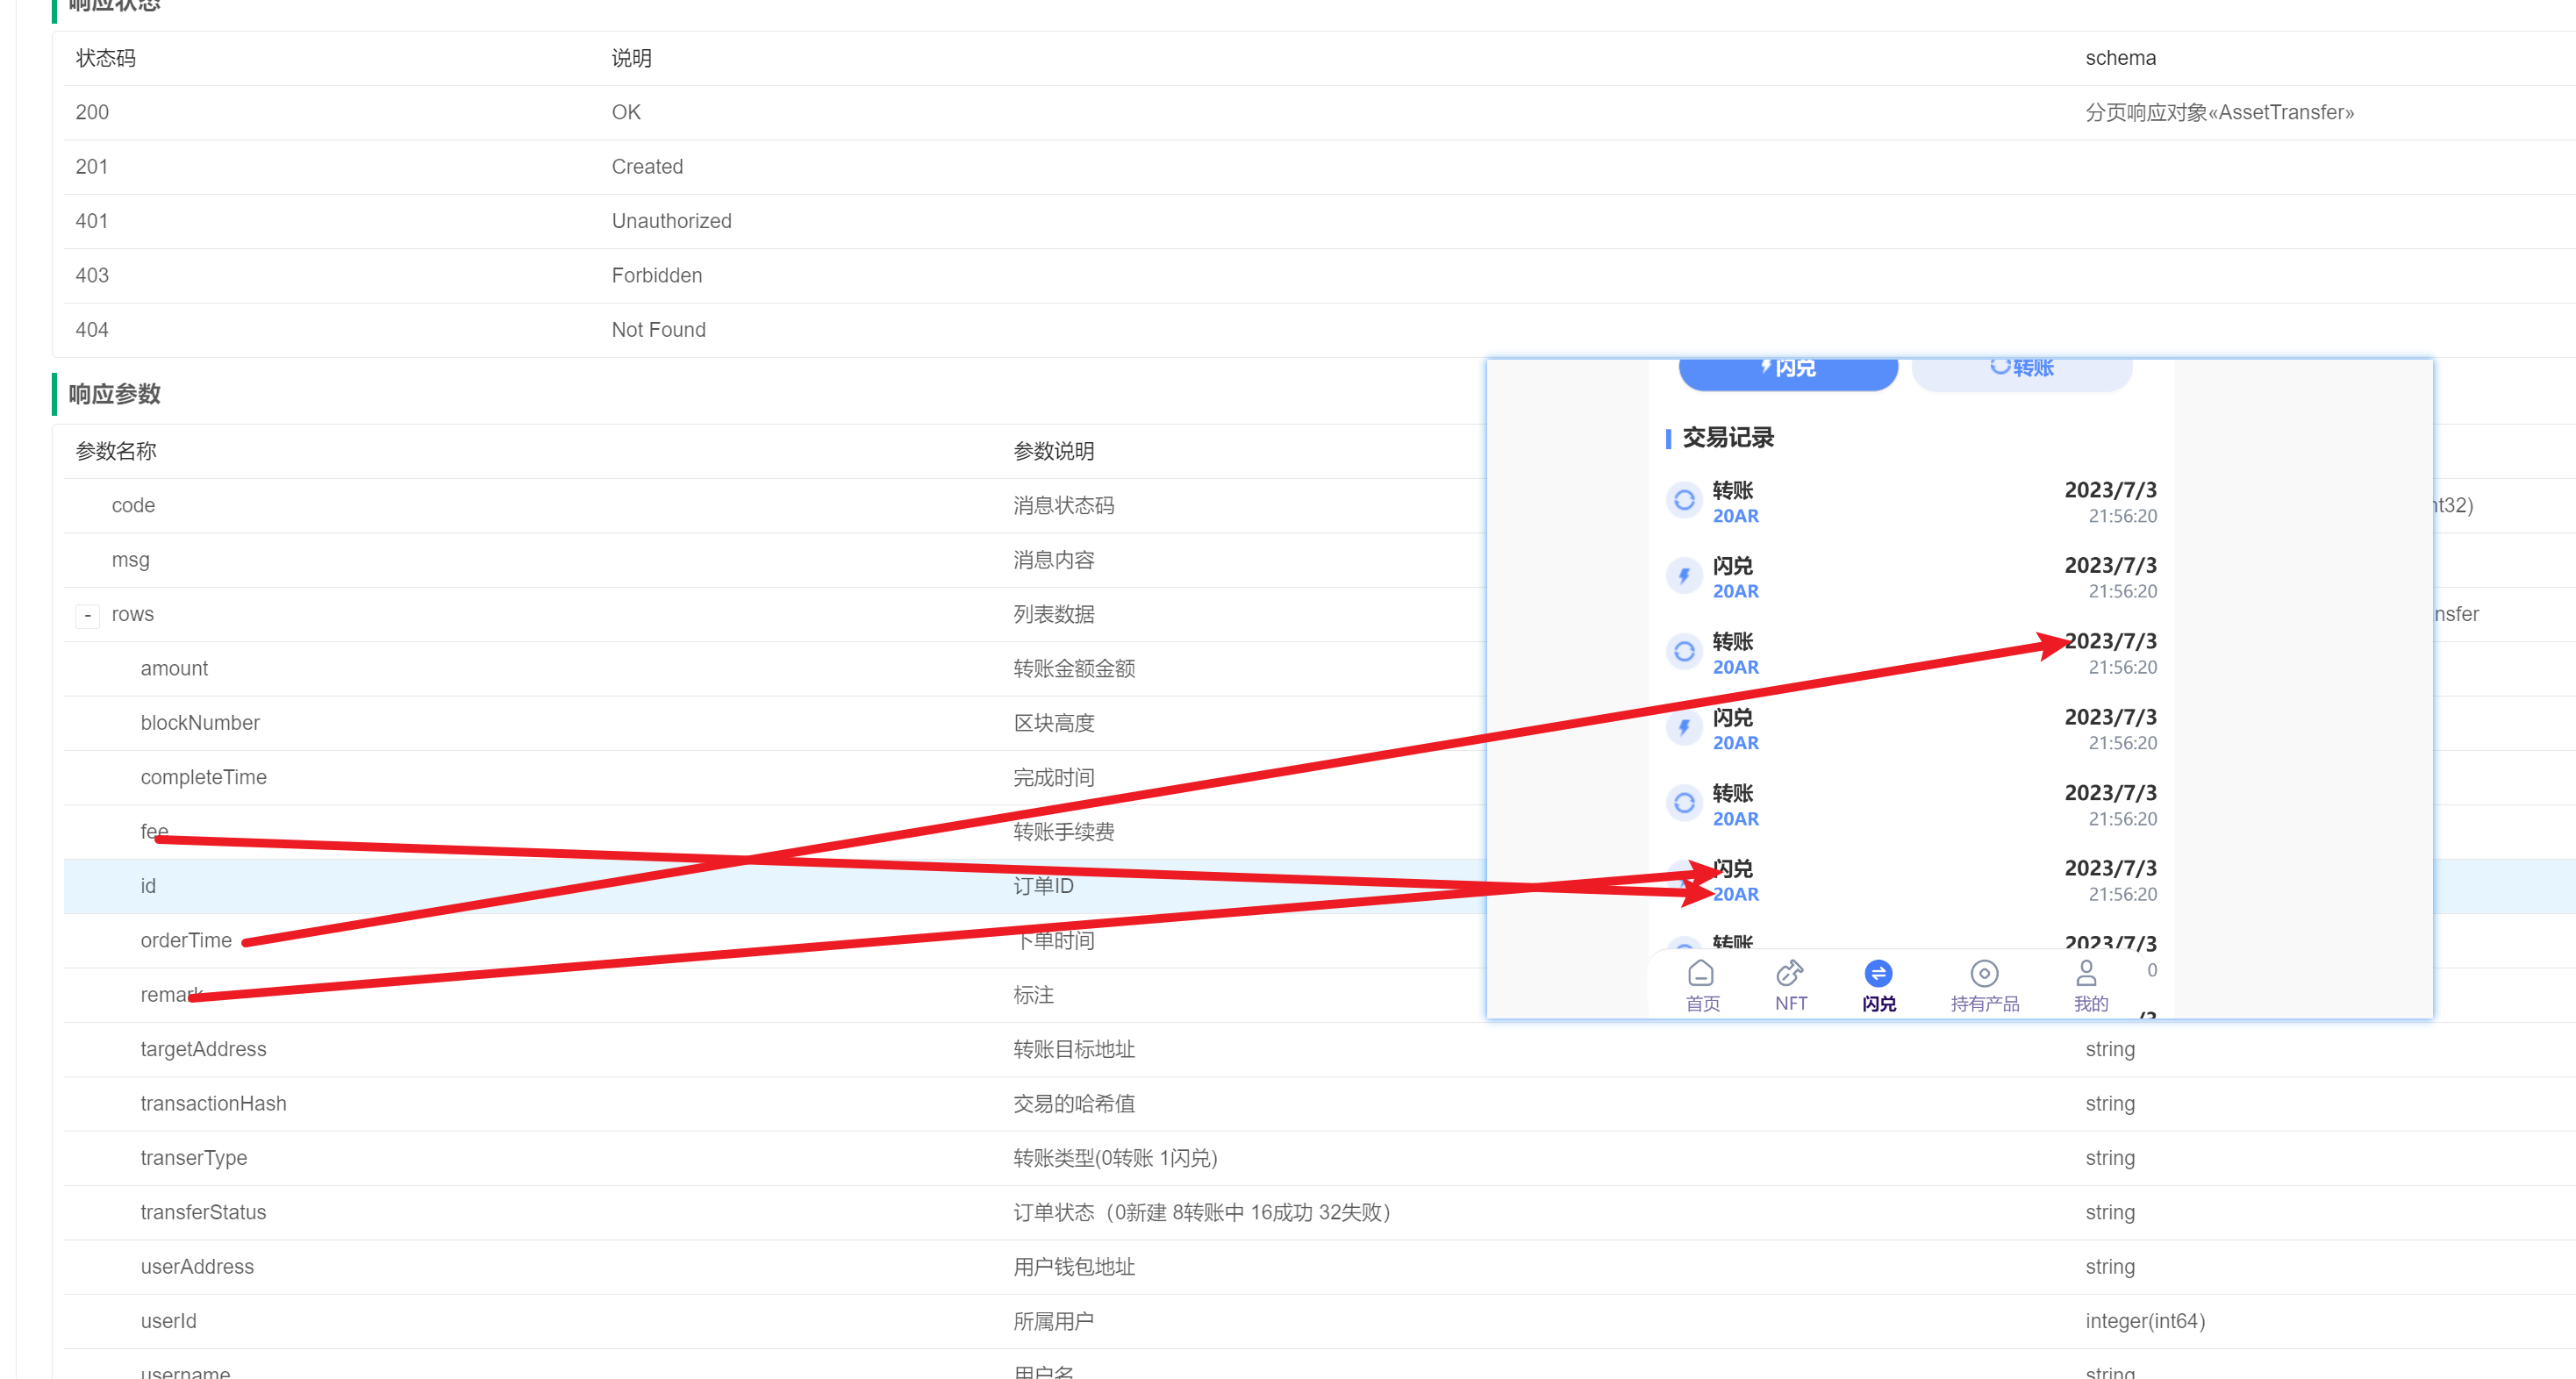 响应状态
状态码 说明 schema
200 OK 分页响应对象«AssetTransfer»
201 Created
401 Unauthorized
403 Forbidden
404 Not Found
响应参数
参数名称 参数说明
code 消息状态码 nt32)
msg 消息内容
- rows 列表数据 nsfer
amount 转账金额金额
blockNumber 区块高度
completeTime 完成时间
fee 转账手续费
id 订单ID
orderTime 下单时间
remark 标注
targetAddress 转账目标地址 string
transactionHash 交易的哈希值 string
transerType 转账类型(0转账 1闪兑) string
transferStatus 订单状态（0新建 8转账中 16成功 32失败） string
userAddress 用户钱包地址 string
userId 所属用户 integer(int64)
username 用户名 string
闪兑 转账
交易记录
转账 2023/7/3
20AR 21:56:20
闪兑 2023/7/3
20AR 21:56:20
转账 2023/7/3
20AR 21:56:20
闪兑 2023/7/3
20AR 21:56:20
转账 2023/7/3
20AR 21:56:20
闪兑 2023/7/3
20AR 21:56:20
转账 2023/7/3
0
首页 NFT 闪兑 持有产品 我的